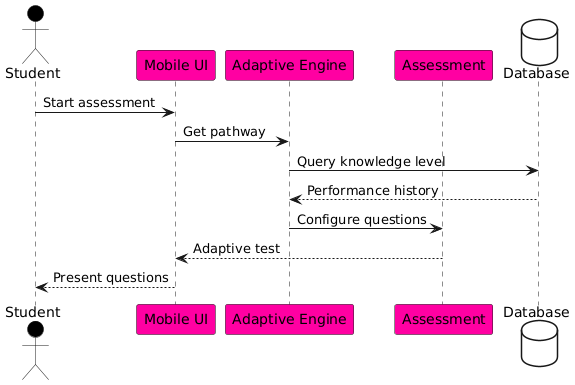 Student
Mobile UI
Adaptive Engine
Assessment
Database
Start assessment
Get pathway
Query knowledge level
Performance history
Configure questions
Adaptive test
Present questions
Student
Mobile UI
Adaptive Engine
Assessment
Database